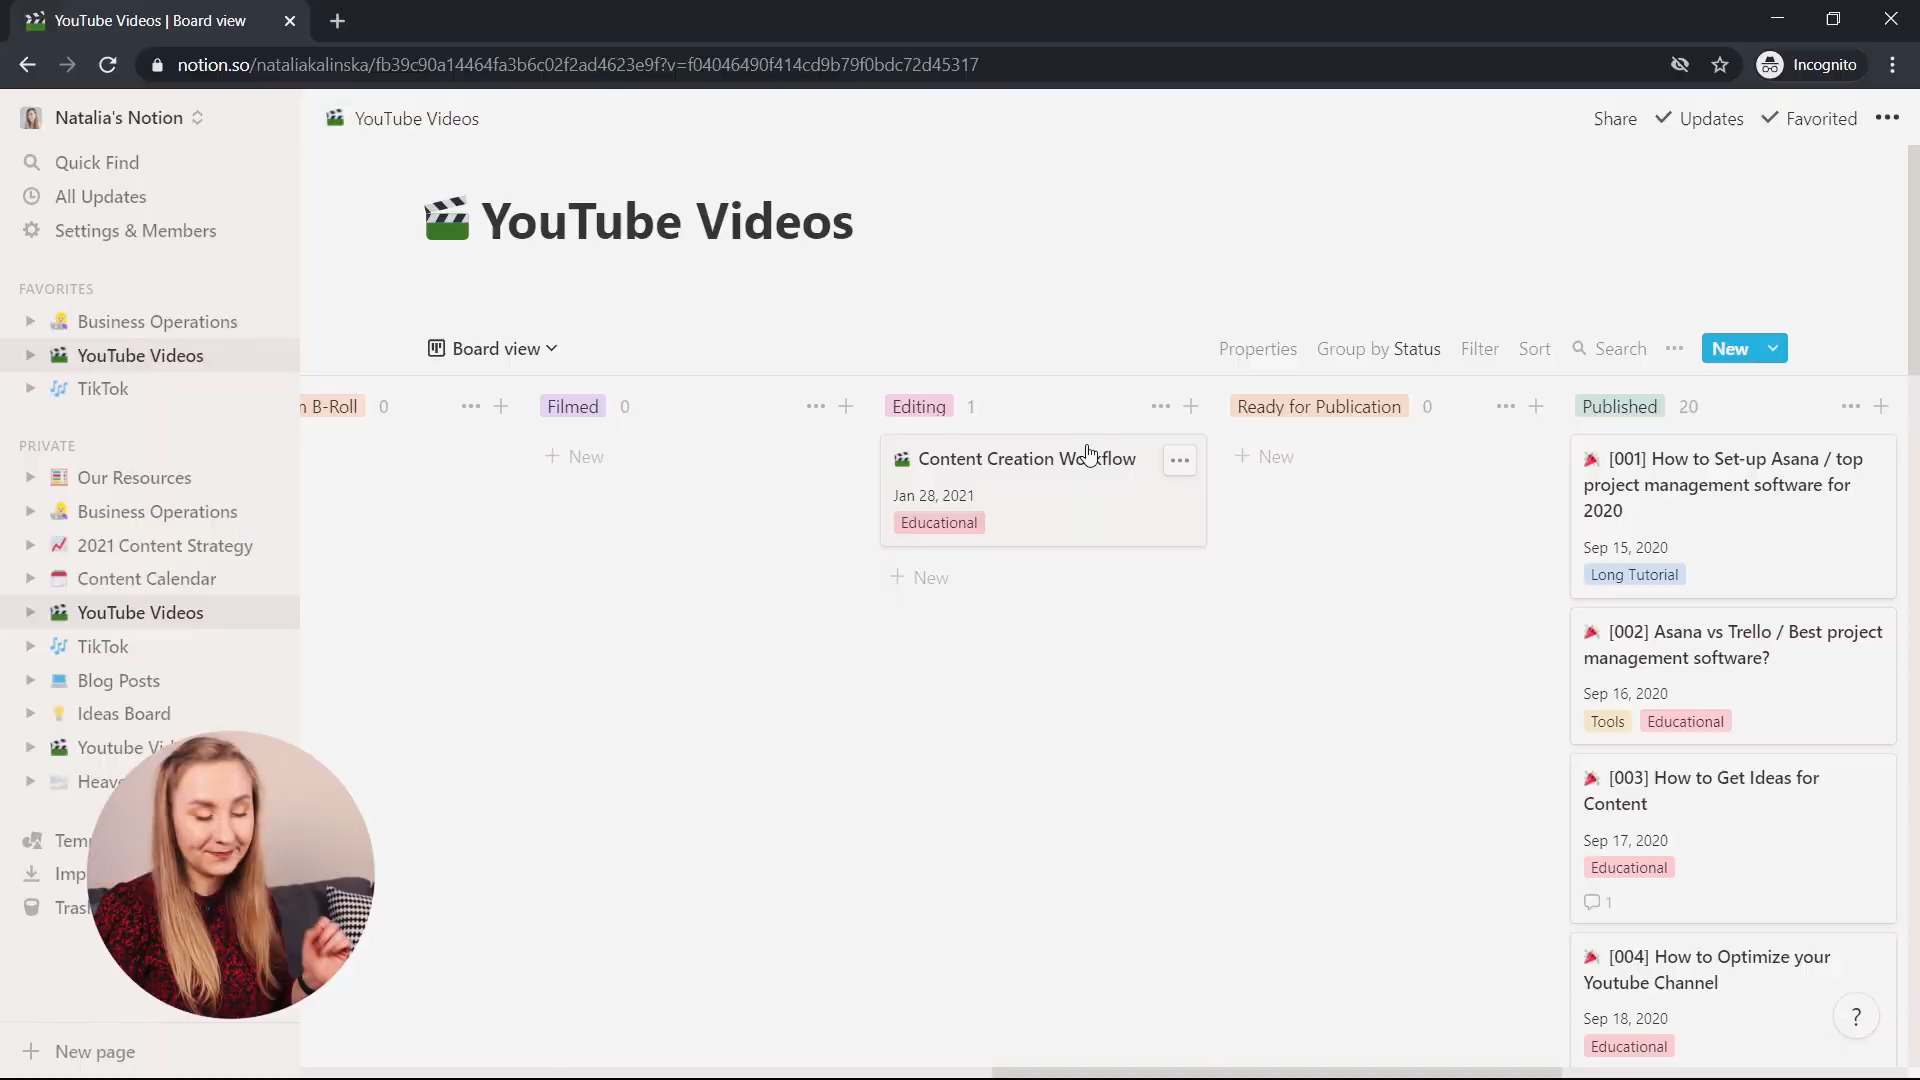 YouTube Videos | Board view
notion.so/nataliakalinska/fb39c90a14464fa3b6c02f2ad4623e9f?v=f04046490f414cd9b79f0bdc72d45317
Incognito
Natalia's Notion
YouTube Videos
Share
Updates
Favorited
Quick Find
All Updates
Settings & Members
FAVORITES
Business Operations
YouTube Videos
TikTok
PRIVATE
Our Resources
Business Operations
2021 Content Strategy
Content Calendar
YouTube Videos
TikTok
Blog Posts
Ideas Board
Youtube
New page
YouTube Videos
Board view
Properties
Group by Status
Filter
Sort
Search
New
B-Roll 0
Filmed 0
New
Editing 1
Content Creation Workflow
Jan 28, 2021
Educational
New
Ready for Publication 0
New
Published 20
[001] How to Set-up Asana / top
project management software for
2020
Sep 15, 2020
Long Tutorial
[002] Asana vs Trello / Best project
management software?
Sep 16, 2020
Tools Educational
[003] How to Get Ideas for
Content
Sep 17, 2020
Educational
1
[004] How to Optimize your
Youtube Channel
Sep 18, 2020
Educational
?